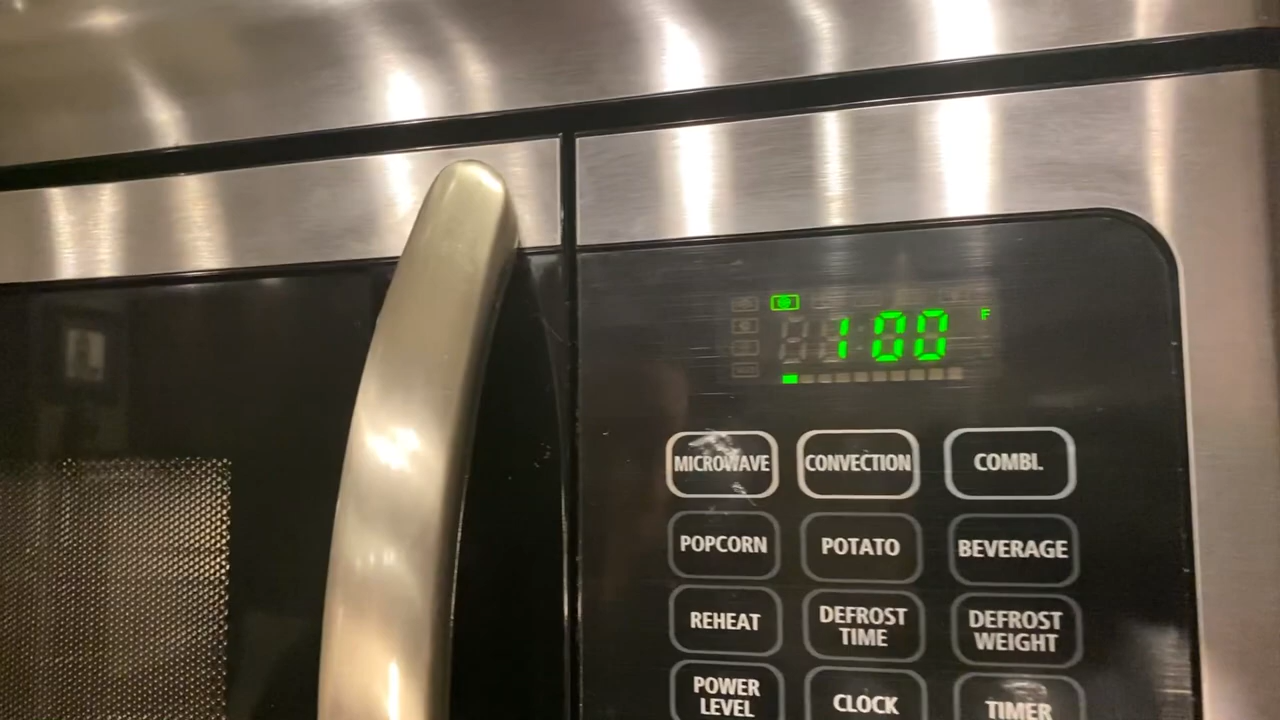 1:00 F
MICROWAVE CONVECTION COMBI.
POPCORN POTATO BEVERAGE
REHEAT DEFROST TIME DEFROST WEIGHT
POWER LEVEL CLOCK TIMER